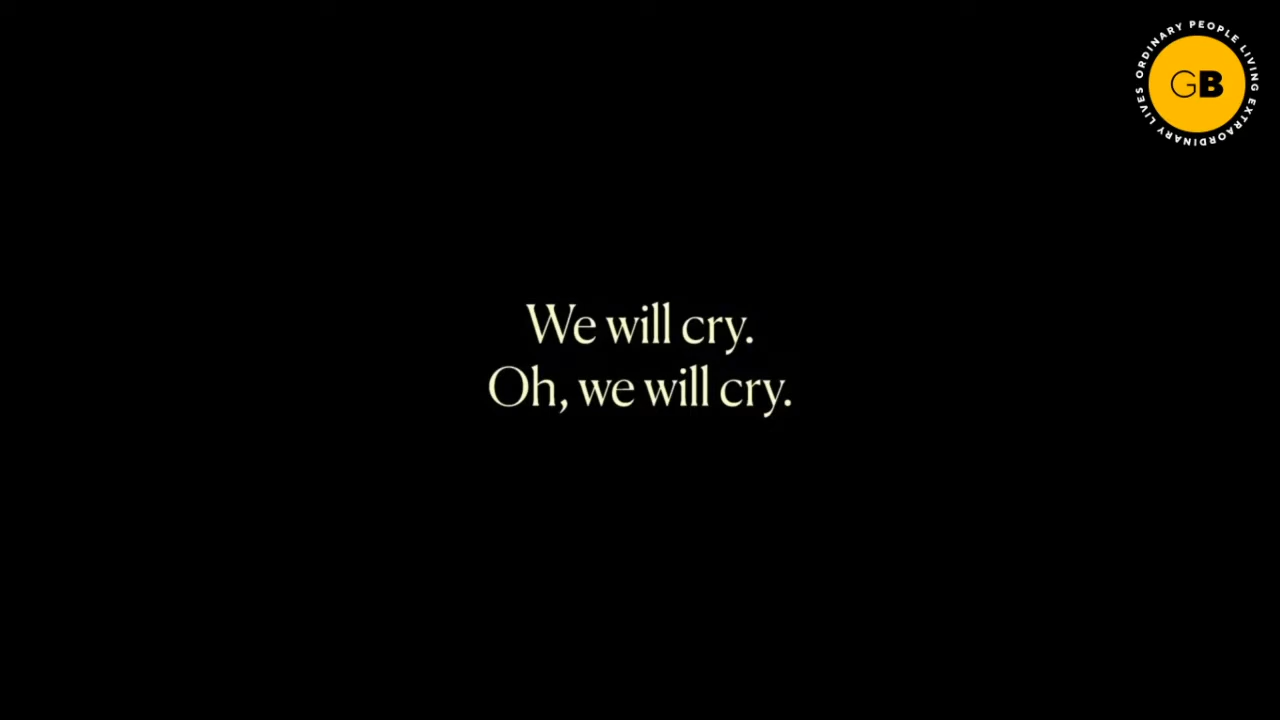 ORDINARY PEOPLE LIVING EXTRAORDINARY LIVES
GB
We will cry.
Oh, we will cry.